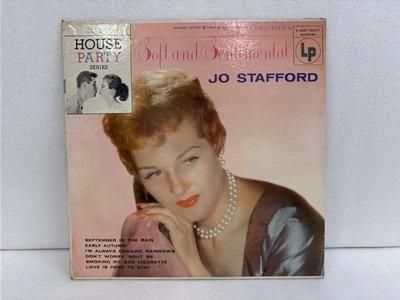 HOUSE
PARTY
SERIES
Soft and Sentimental
JO STAFFORD
LP
SEPTEMBER IN THE RAIN
EARLY AUTUMN
I'M ALWAYS CHASING RAINBOWS
DON'T WORRY 'BOUT ME
SMOKING MY SAD CIGARETTE
LOVE IS HERE TO STAY